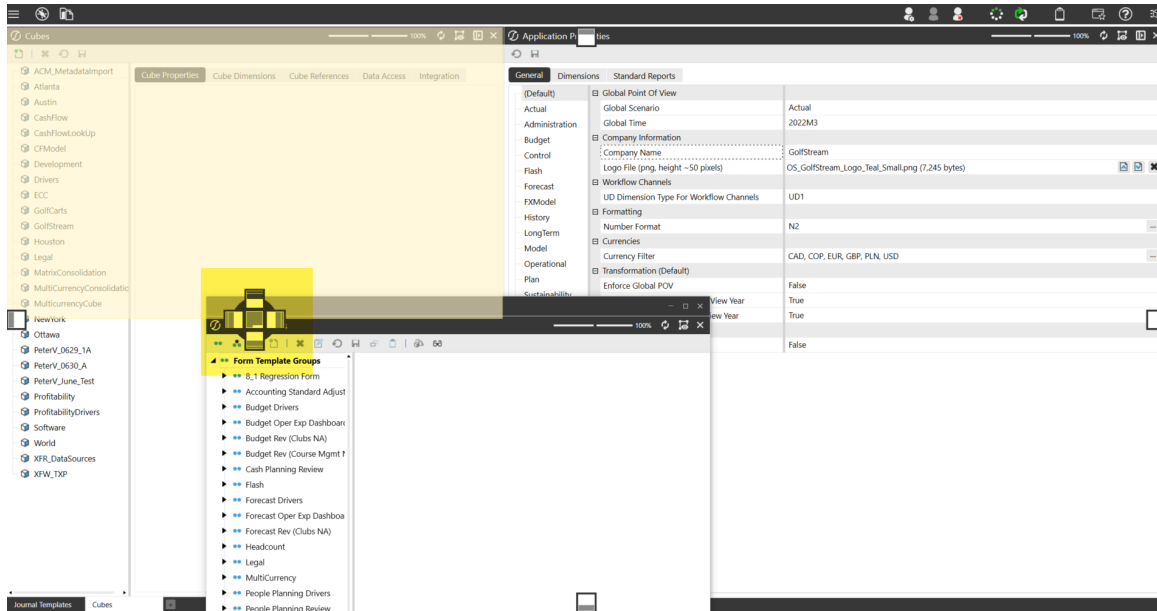 Cubes
100%
Application P
ties
100%
ACM_MetadataImport
Atlanta
Austin
CashFlow
CashFlowLookUp
CFModel
Development
Drivers
ECC
GolfCarts
GolfStream
Houston
Legal
MatrixConsolidation
MultiCurrencyConsolidatic
MulticurrencyCube
NewYork
Ottawa
PeterV_0629_1A
PeterV_0630_A
PeterV_June_Test
Profitability
ProfitabilityDrivers
Software
World
XFR_DataSources
XFW_TXP
Cube Properties Cube Dimensions Cube References Data Access Integration
General Dimensions Standard Reports
(Default)
Actual
Administration
Budget
Control
Flash
Forecast
FXModel
History
LongTerm
Model
Operational
Plan
Sustainability
Global Point Of View
Global Scenario Actual
Global Time 2022M3
Company Information
Company Name GolfStream
Logo File (png, height ~50 pixels) OS_GolfStream_Logo_Teal_Small.png (7,245 bytes)
Workflow Channels
UD Dimension Type For Workflow Channels UD1
Formatting
Number Format N2
Currencies
Currency Filter CAD, COP, EUR, GBP, PLN, USD
Transformation (Default)
Enforce Global POV False
View Year True
ew Year True
False
100%
Form Template Groups
8_1 Regression Form
Accounting Standard Adjust
Budget Drivers
Budget Oper Exp Dashboard
Budget Rev (Clubs NA)
Budget Rev (Course Mgmt N
Cash Planning Review
Flash
Forecast Drivers
Forecast Oper Exp Dashboa
Forecast Rev (Clubs NA)
Headcount
Legal
MultiCurrency
People Planning Drivers
People Planning Review
Journal Templates Cubes